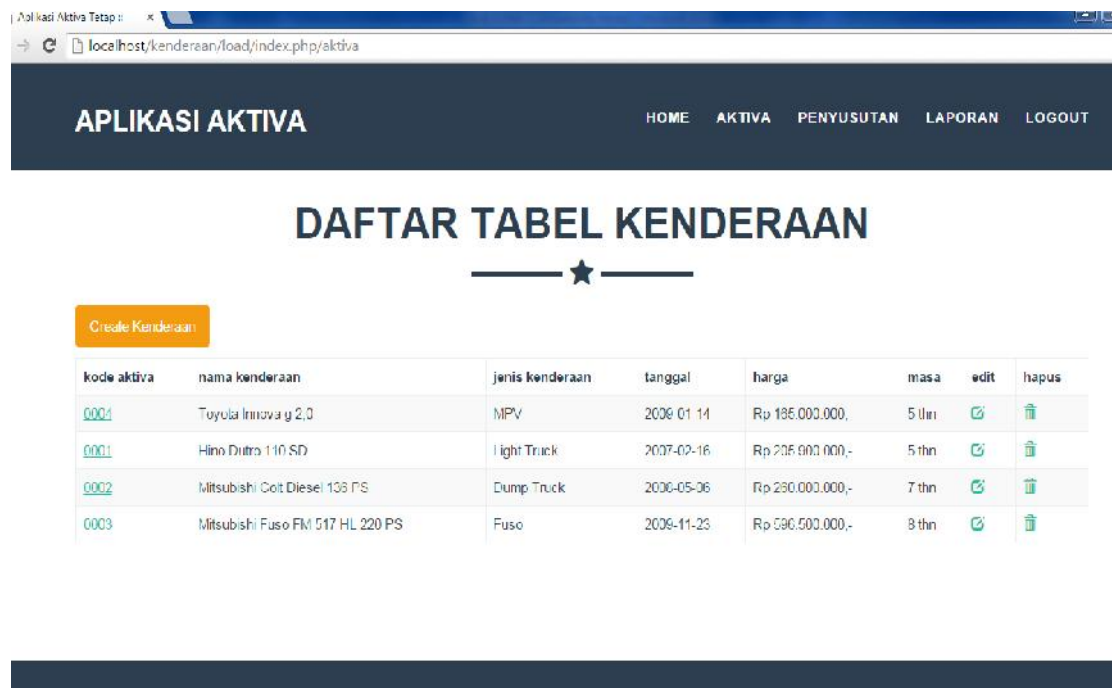 Aplikasi Aktiva Tetap :: ×
localhost/kenderaan/load/index.php/aktiva
APLIKASI AKTIVA HOME AKTIVA PENYUSUTAN LAPORAN LOGOUT
DAFTAR TABEL KENDERAAN
Create Kenderaan
kode aktiva nama kenderaan jenis kenderaan tanggal harga masa edit hapus
0004 Toyota Innova g 2,0 MPV 2009-01-14 Rp 165.000.000,- 5 thn
0001 Hino Dutro 110 SD Light Truck 2007-02-16 Rp 205.900.000,- 5 thn
0002 Mitsubishi Colt Diesel 136 PS Dump Truck 2008-05-06 Rp 260.000.000,- 7 thn
0003 Mitsubishi Fuso FM 517 HL 220 PS Fuso 2009-11-23 Rp 596.500.000,- 8 thn